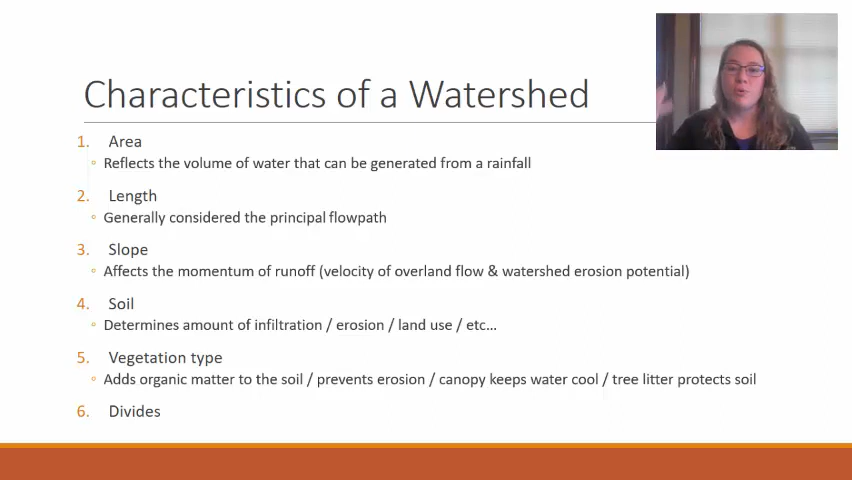 Characteristics of a Watershed
1. Area
◦ Reflects the volume of water that can be generated from a rainfall
2. Length
◦ Generally considered the principal flowpath
3. Slope
◦ Affects the momentum of runoff (velocity of overland flow & watershed erosion potential)
4. Soil
◦ Determines amount of infiltration / erosion / land use / etc…
5. Vegetation type
◦ Adds organic matter to the soil / prevents erosion / canopy keeps water cool / tree litter protects soil
6. Divides